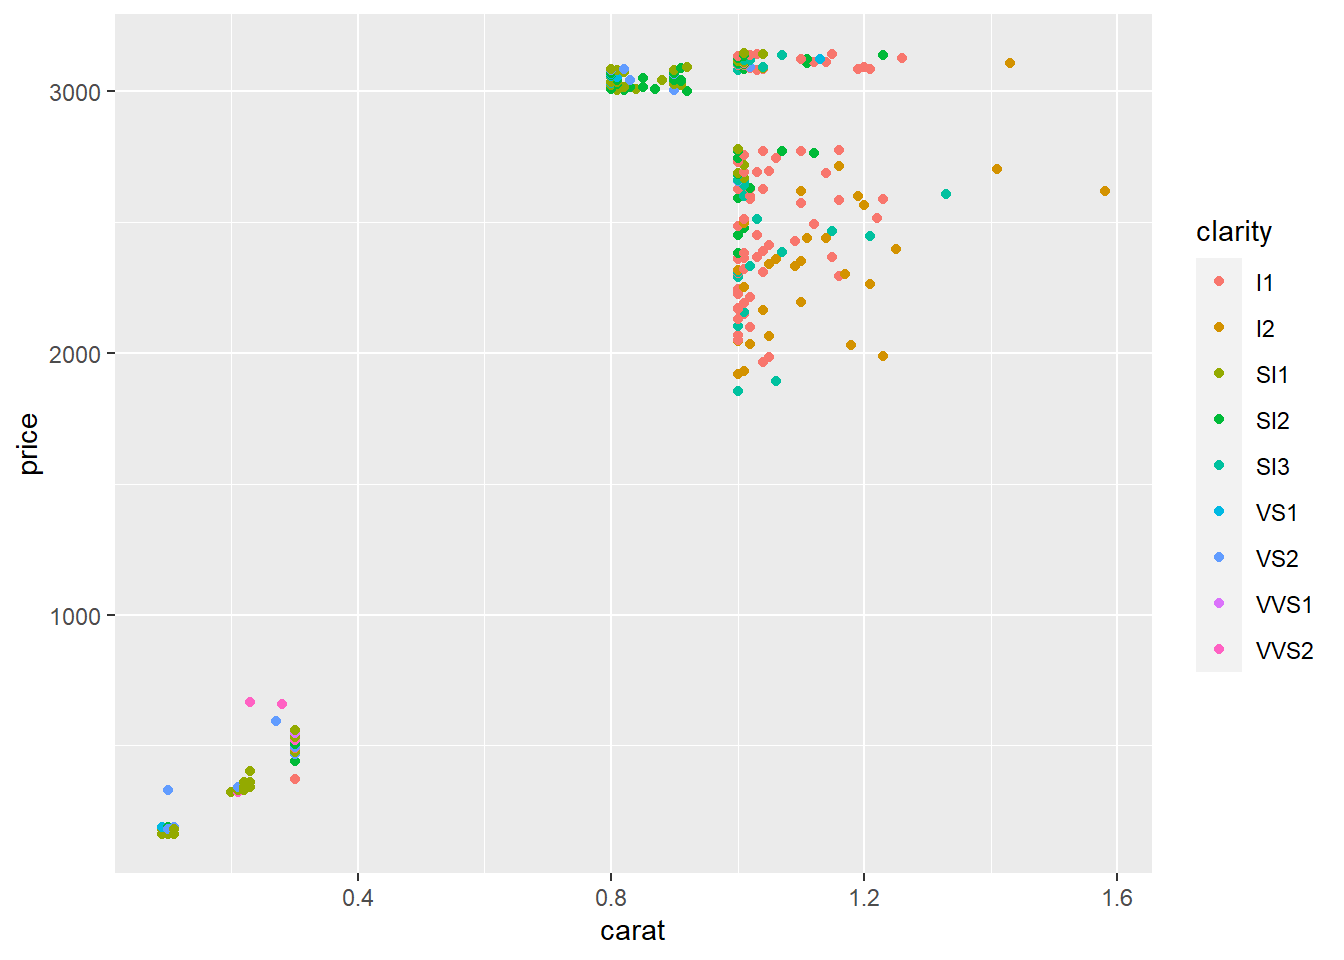 3000
2000
1000
price
0.4 0.8 1.2 1.6
carat
clarity
I1
I2
SI1
SI2
SI3
VS1
VS2
VVS1
VVS2